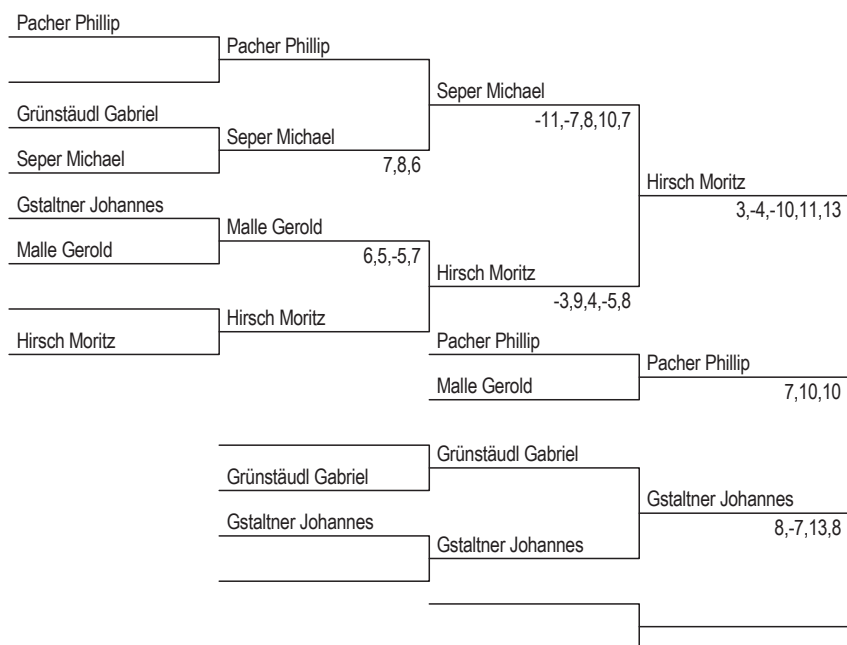 Pacher Phillip
Pacher Phillip
Seper Michael
Grünstäudl Gabriel
-11,-7,8,10,7
Seper Michael
Seper Michael
7,8,6
Hirsch Moritz
Gstaltner Johannes
3,-4,-10,11,13
Malle Gerold
Malle Gerold
6,5,-5,7
Hirsch Moritz
-3,9,4,-5,8
Hirsch Moritz
Hirsch Moritz
Pacher Phillip
Pacher Phillip
Malle Gerold
7,10,10
Grünstäudl Gabriel
Grünstäudl Gabriel
Gstaltner Johannes
Gstaltner Johannes
8,-7,13,8
Gstaltner Johannes